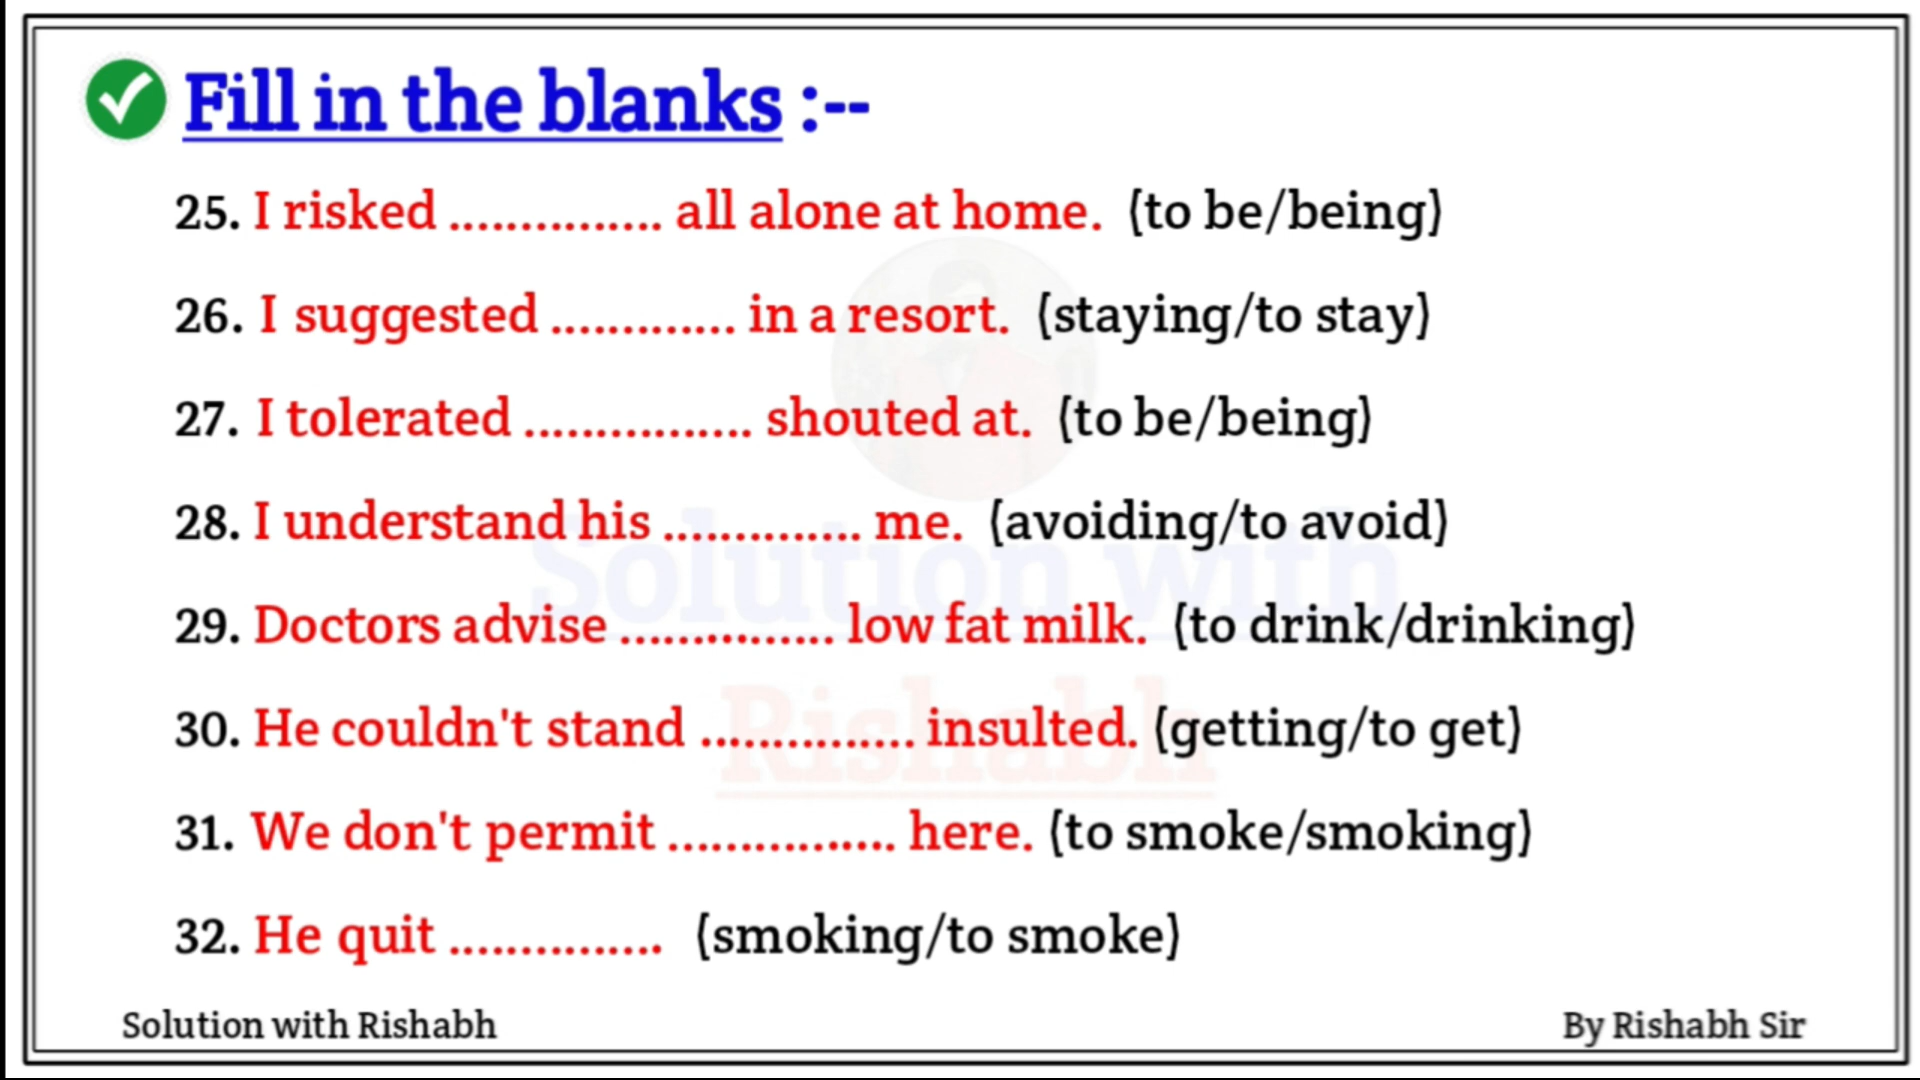 Fill in the blanks :--
25. I risked ............... all alone at home. (to be/being)
26. I suggested ............. in a resort. (staying/to stay)
27. I tolerated ................ shouted at. (to be/being)
28. I understand his .............. me. (avoiding/to avoid)
29. Doctors advise ............... low fat milk. (to drink/drinking)
30. He couldn't stand ............... insulted. (getting/to get)
31. We don't permit ................ here. (to smoke/smoking)
32. He quit ............... (smoking/to smoke)
Solution with
Rishabh
Solution with Rishabh
By Rishabh Sir